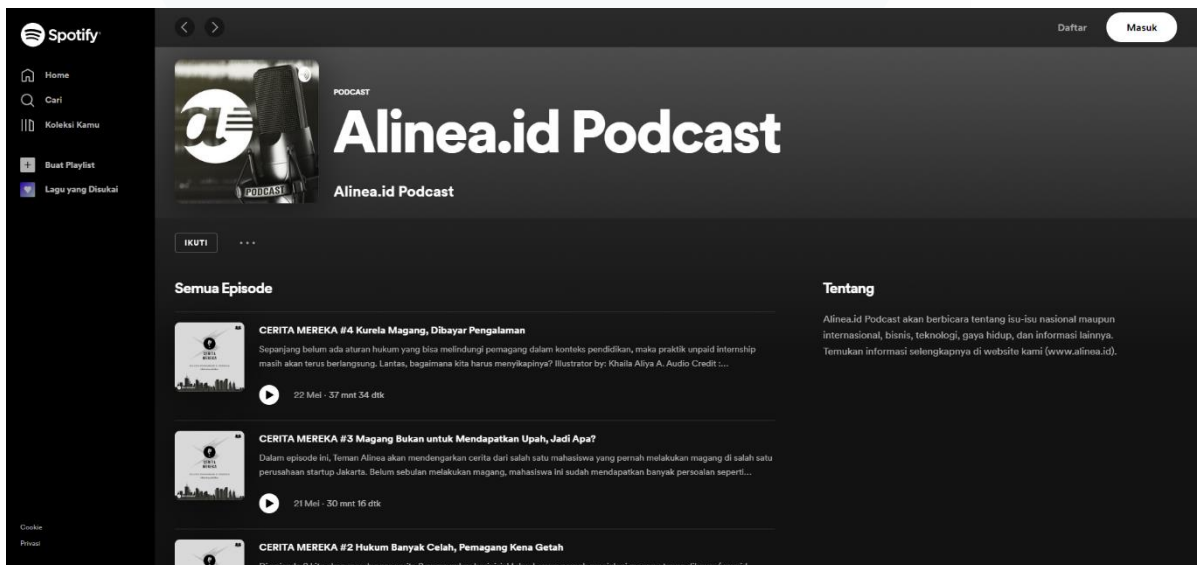 Spotify
Home
Cari
Koleksi Kamu
Buat Playlist
Lagu yang Disukai
Cookie
Privasi
Daftar
Masuk
PODCAST
PODCAST
Alinea.id Podcast
Alinea.id Podcast
IKUTI
Semua Episode
CERITA MEREKA #4 Kurela Magang, Dibayar Pengalaman
Sepanjang belum ada aturan hukum yang bisa melindungi pemagang dalam konteks pendidikan, maka praktik unpaid internship
masih akan terus berlangsung. Lantas, bagaimana kita harus menyikapinya? Illustrator by: Khaila Aliya A. Audio Credit :...
22 Mei · 37 mnt 34 dtk
CERITA MEREKA #3 Magang Bukan untuk Mendapatkan Upah, Jadi Apa?
Dalam episode ini, Teman Alinea akan mendengarkan cerita dari salah satu mahasiswa yang pernah melakukan magang di salah satu
perusahaan startup Jakarta. Belum sebulan melakukan magang, mahasiswa ini sudah mendapatkan banyak persoalan seperti...
21 Mei · 30 mnt 16 dtk
CERITA MEREKA #2 Hukum Banyak Celah, Pemagang Kena Getah
Tentang
Alinea.id Podcast akan berbicara tentang isu-isu nasional maupun
internasional, bisnis, teknologi, gaya hidup, dan informasi lainnya.
Temukan informasi selengkapnya di website kami (www.alinea.id).